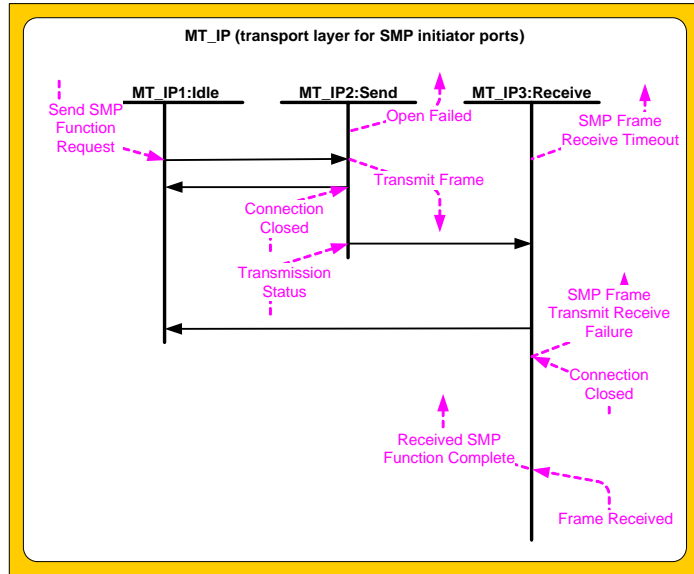 MT_IP (transport layer for SMP initiator ports)
MT_IP1:Idle
MT_IP2:Send
MT_IP3:Receive
Send SMP
Function
Request
Open Failed
SMP Frame
Receive Timeout
Transmit Frame
Connection
Closed
Transmission
Status
SMP Frame
Transmit Receive
Failure
Connection
Closed
Received SMP
Function Complete
Frame Received